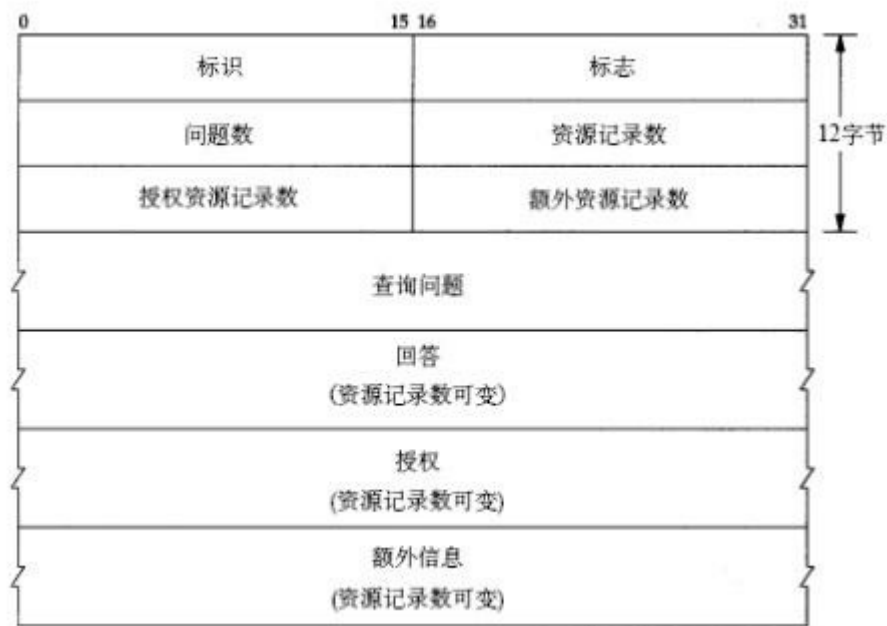 0 15 16 31
标识 标志
问题数 资源记录数 12字节
授权资源记录数 额外资源记录数
查询问题
回答
(资源记录数可变)
授权
(资源记录数可变)
额外信息
(资源记录数可变)